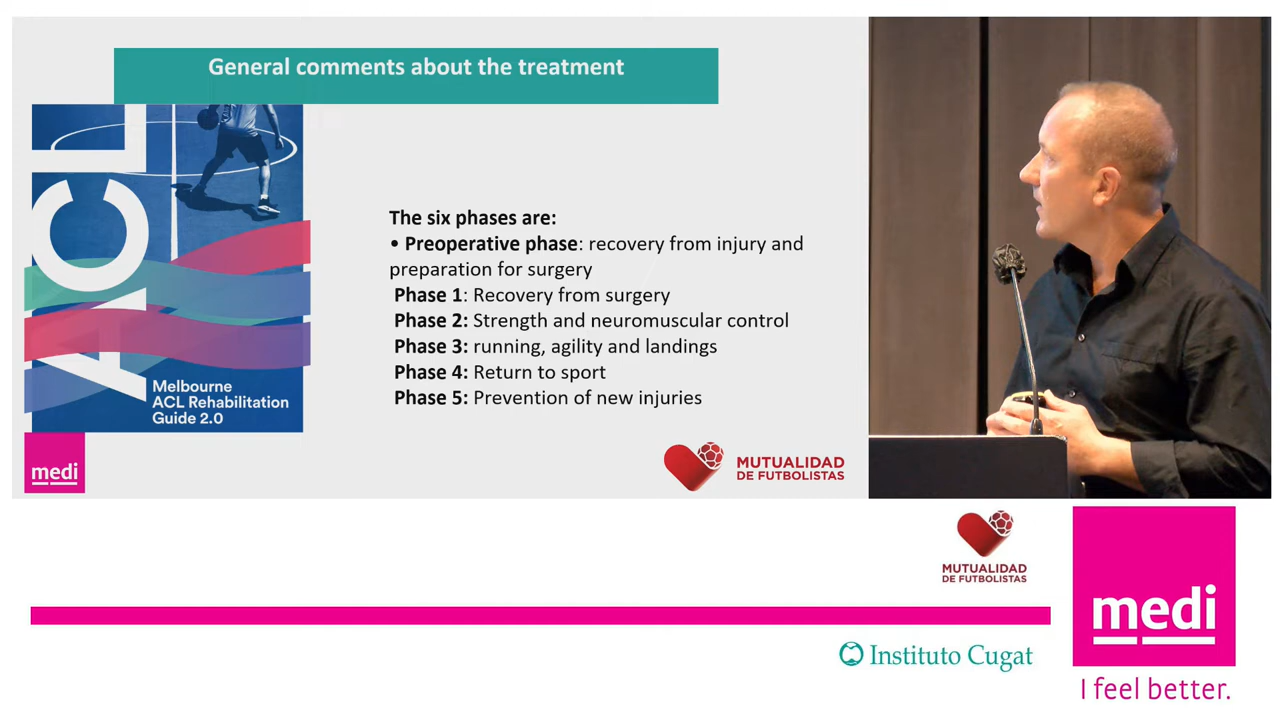 General comments about the treatment
ACL
Melbourne
ACL Rehabilitation
Guide 2.0
medi
The six phases are:
• Preoperative phase: recovery from injury and
preparation for surgery
Phase 1: Recovery from surgery
Phase 2: Strength and neuromuscular control
Phase 3: running, agility and landings
Phase 4: Return to sport
Phase 5: Prevention of new injuries
MUTUALIDAD
DE FUTBOLISTAS
MUTUALIDAD
DE FUTBOLISTAS
Instituto Cugat
medi
I feel better.